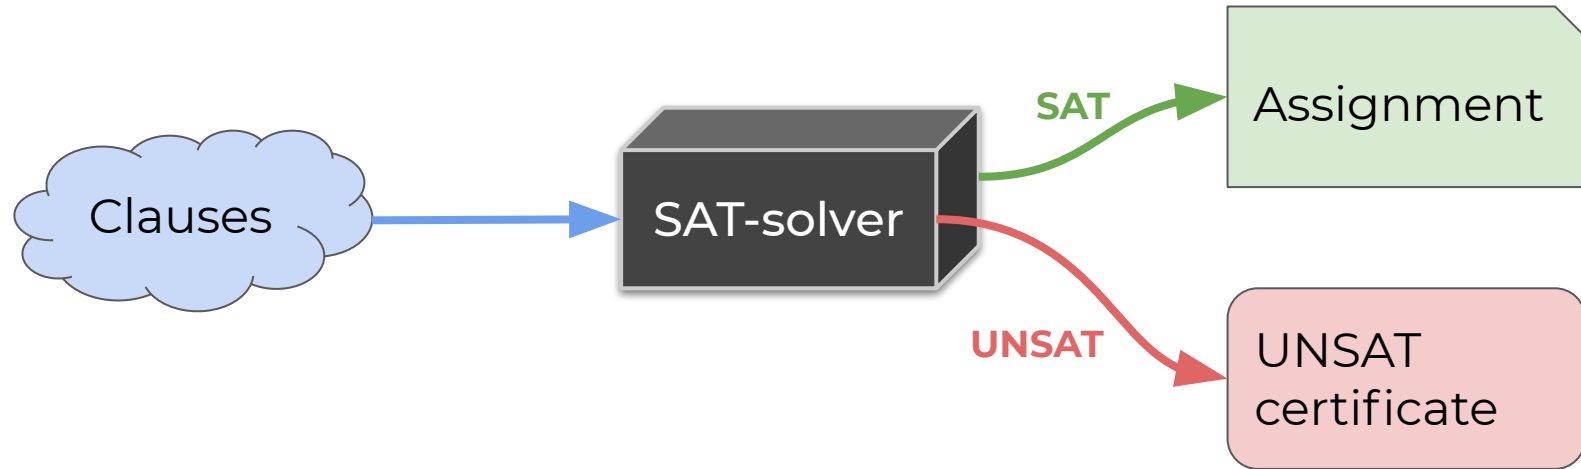 Clauses
SAT-solver
SAT
Assignment
UNSAT
UNSAT
certificate